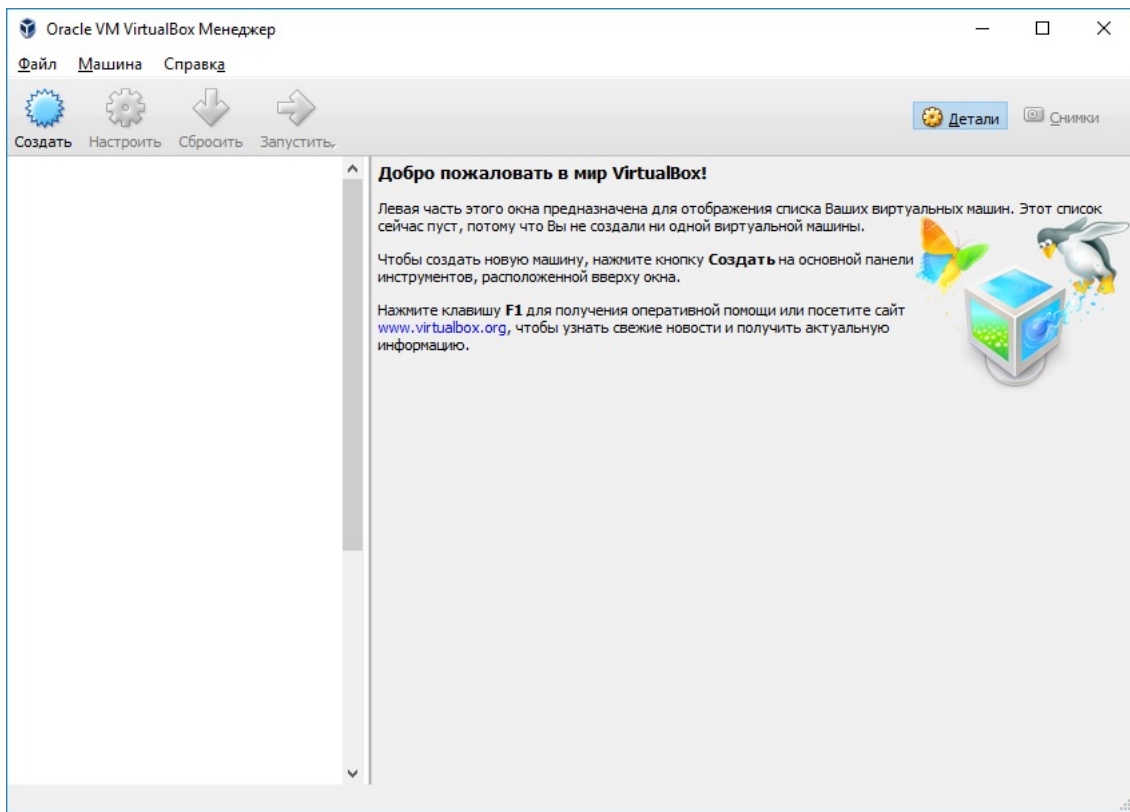 Oracle VM VirtualBox Менеджер
Файл Машина Справка
Создать Настроить Сбросить Запустить
Детали Снимки
Добро пожаловать в мир VirtualBox!
Левая часть этого окна предназначена для отображения списка Ваших виртуальных машин. Этот список
сейчас пуст, потому что Вы не создали ни одной виртуальной машины.
Чтобы создать новую машину, нажмите кнопку Создать на основной панели
инструментов, расположенной вверху окна.
Нажмите клавишу F1 для получения оперативной помощи или посетите сайт
www.virtualbox.org, чтобы узнать свежие новости и получить актуальную
информацию.